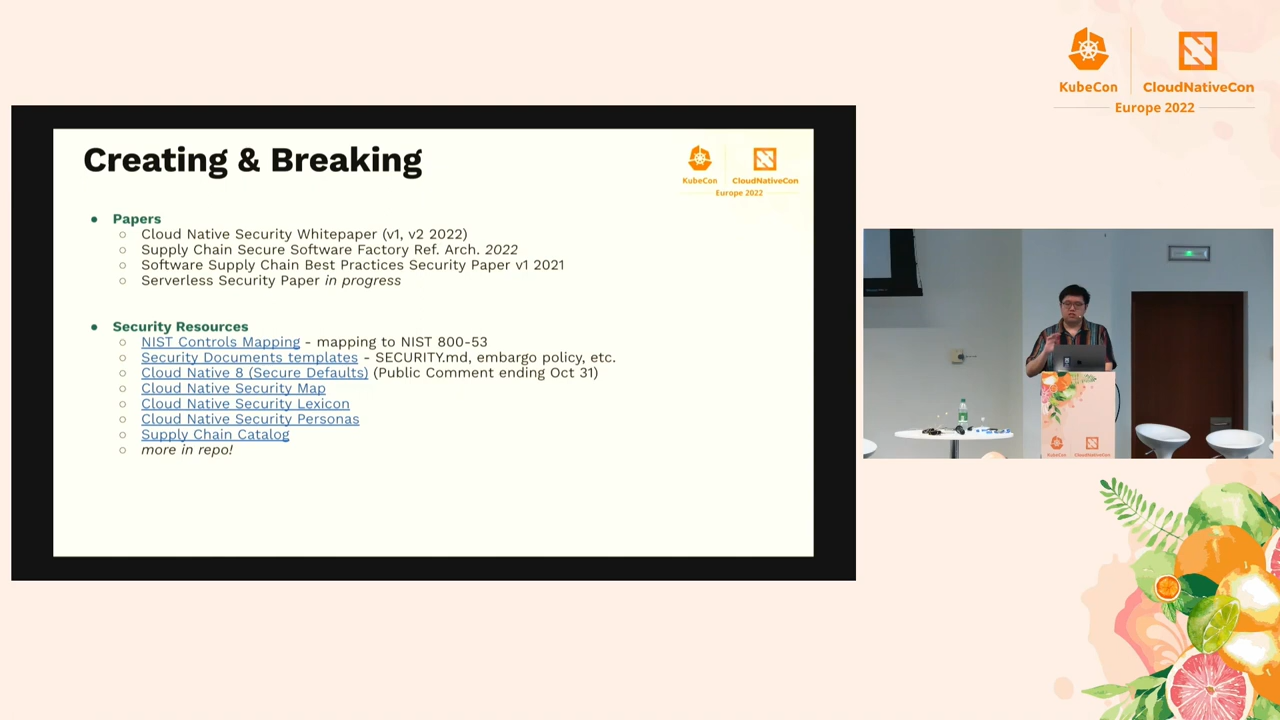 KubeCon
CloudNativeCon
Europe 2022
Creating & Breaking
KubeCon
CloudNativeCon
Europe 2022
● Papers
○ Cloud Native Security Whitepaper (v1, v2 2022)
○ Supply Chain Secure Software Factory Ref. Arch. 2022
○ Software Supply Chain Best Practices Security Paper v1 2021
○ Serverless Security Paper in progress
● Security Resources
○ NIST Controls Mapping - mapping to NIST 800-53
○ Security Documents templates - SECURITY.md, embargo policy, etc.
○ Cloud Native 8 (Secure Defaults) (Public Comment ending Oct 31)
○ Cloud Native Security Map
○ Cloud Native Security Lexicon
○ Cloud Native Security Personas
○ Supply Chain Catalog
○ more in repo!
KubeCon
CloudNativeCon